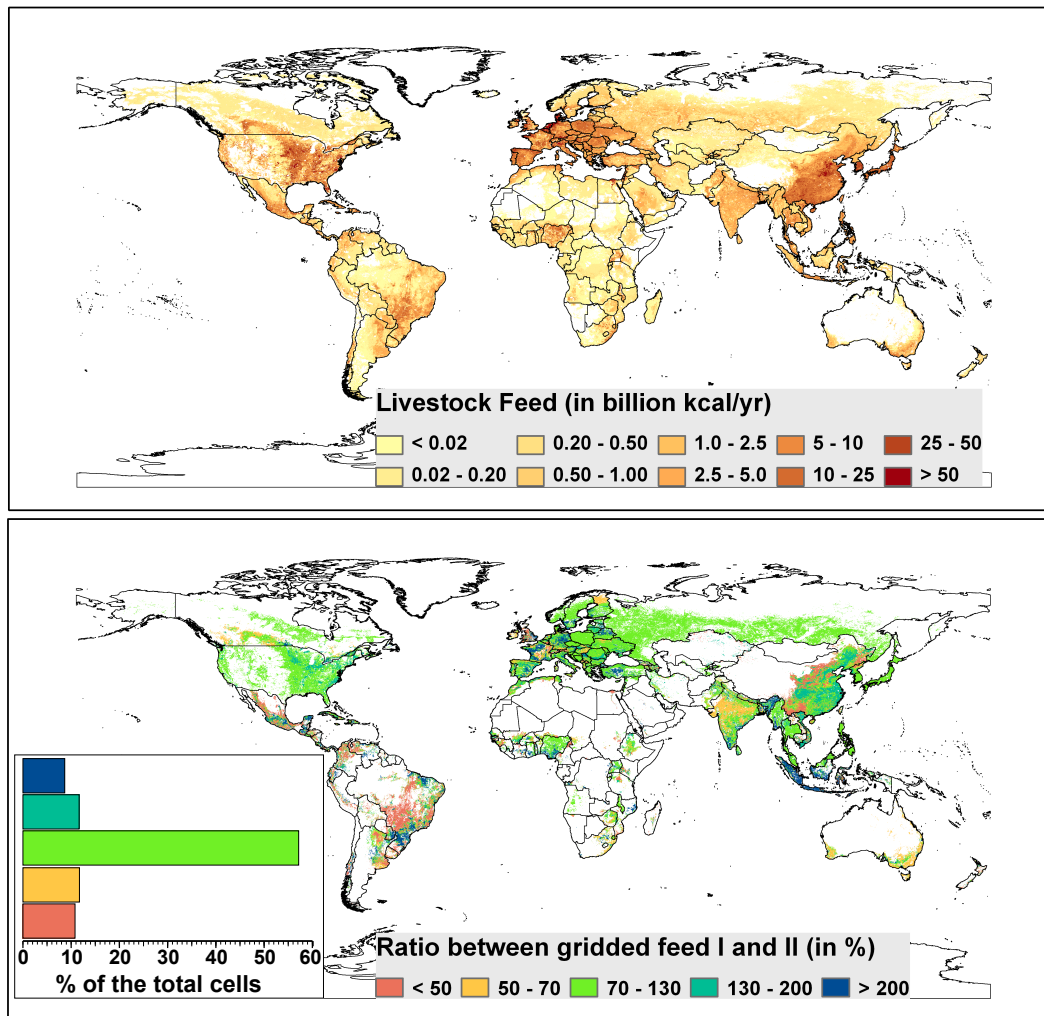 Livestock Feed (in billion kcal/yr)
< 0.02 0.20 - 0.50 1.0 - 2.5 5 - 10 25 - 50
0.02 - 0.20 0.50 - 1.00 2.5 - 5.0 10 - 25 > 50
0 10 20 30 40 50 60
% of the total cells
Ratio between gridded feed I and II (in %)
< 50 50 - 70 70 - 130 130 - 200 > 200